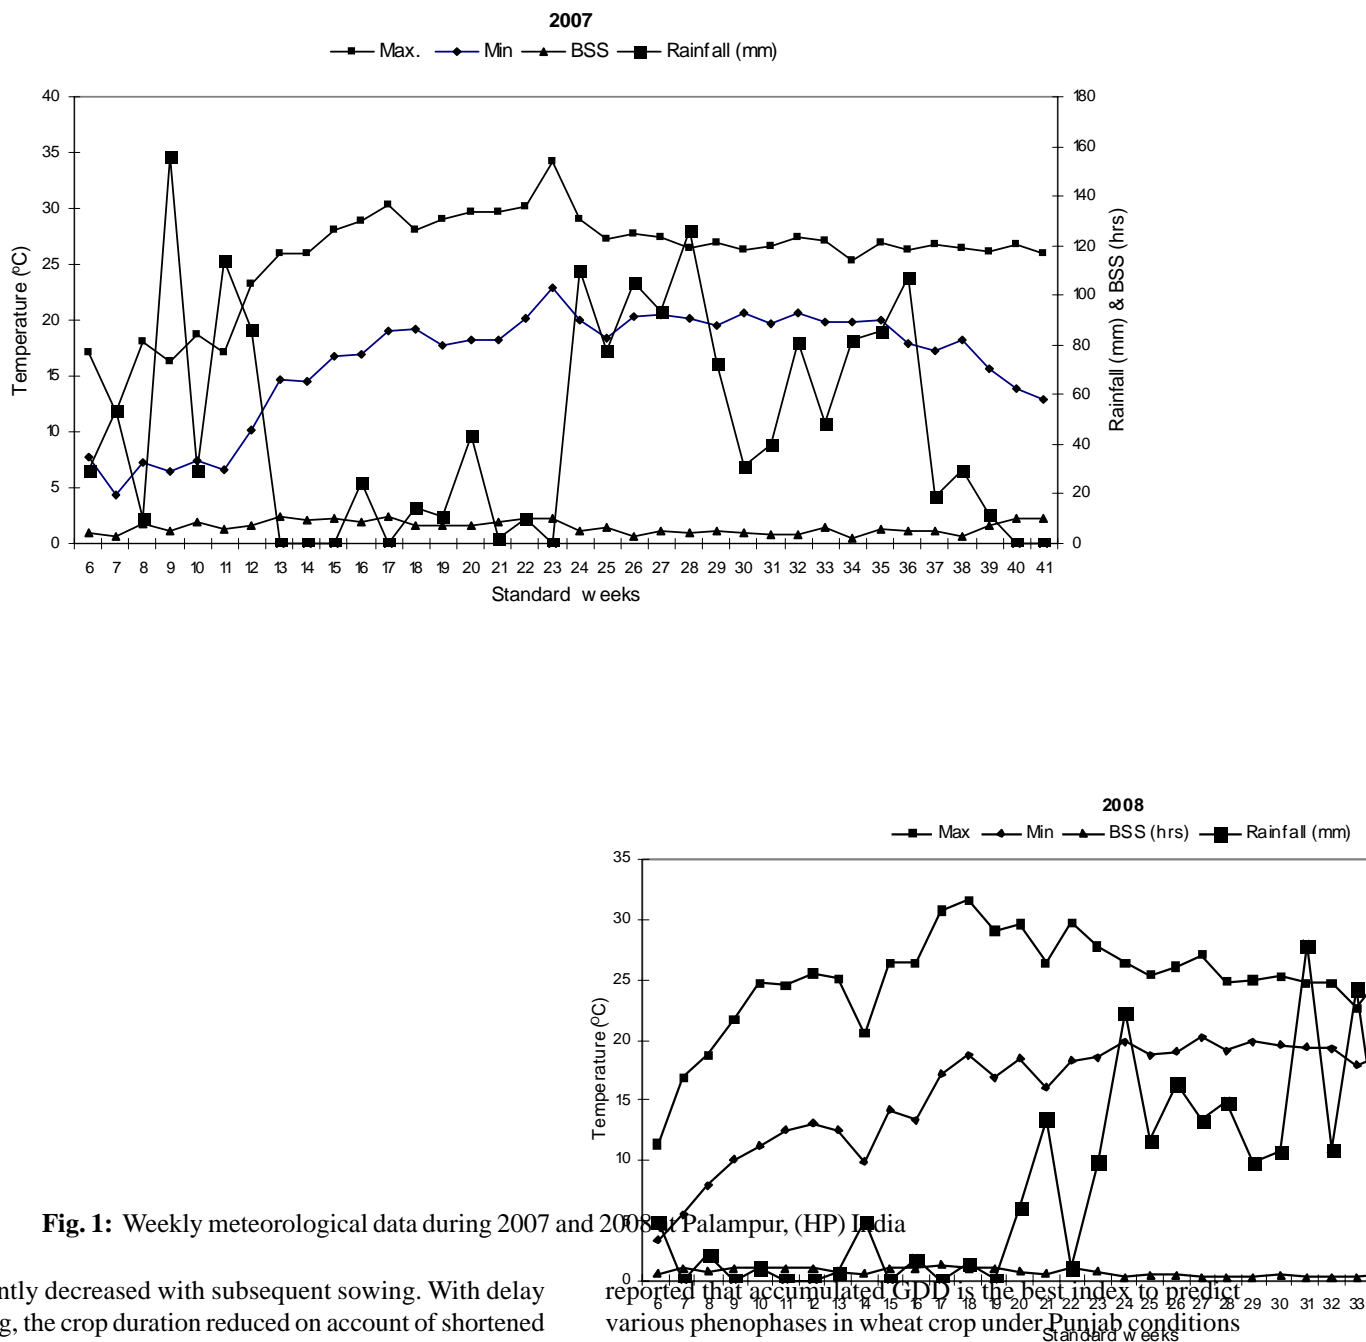 2007
Max. Min BSS Rainfall (mm)
40 35 30 25 20 15 10 5 0
Temperature (ºC)
180 160 140 120 100 80 60 40 20 0
Rainfall (mm) & BSS (hrs)
6 7 8 9 10 11 12 13 14 15 16 17 18 19 20 21 22 23 24 25 26 27 28 29 30 31 32 33 34 35 36 37 38 39 40 41
Standard weeks
2008
Max Min BSS (hrs) Rainfall (mm)
35 30 25 20 15 10 5 0
Temperature (ºC)
6 7 8 9 10 11 12 13 14 15 16 17 18 19 20 21 22 23 24 25 26 27 28 29 30 31 32 33
Standard weeks
Fig. 1: Weekly meteorological data during 2007 and 2008 at Palampur, (HP) India
ntly decreased with subsequent sowing. With delay
g, the crop duration reduced on account of shortened
reported that accumulated GDD is the best index to predict
various phenophases in wheat crop under Punjab conditions